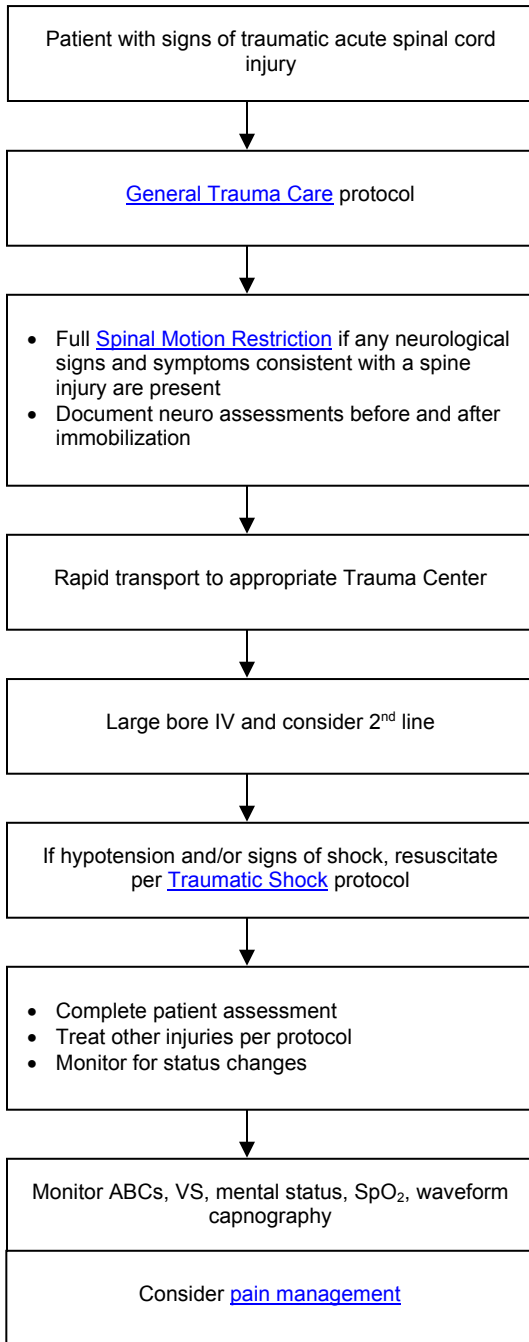 Patient with signs of traumatic acute spinal cord
injury
General Trauma Care protocol
• Full Spinal Motion Restriction if any neurological
signs and symptoms consistent with a spine
injury are present
• Document neuro assessments before and after
immobilization
Rapid transport to appropriate Trauma Center
Large bore IV and consider 2nd line
If hypotension and/or signs of shock, resuscitate
per Traumatic Shock protocol
• Complete patient assessment
• Treat other injuries per protocol
• Monitor for status changes
Monitor ABCs, VS, mental status, SpO₂, waveform
capnography
Consider pain management